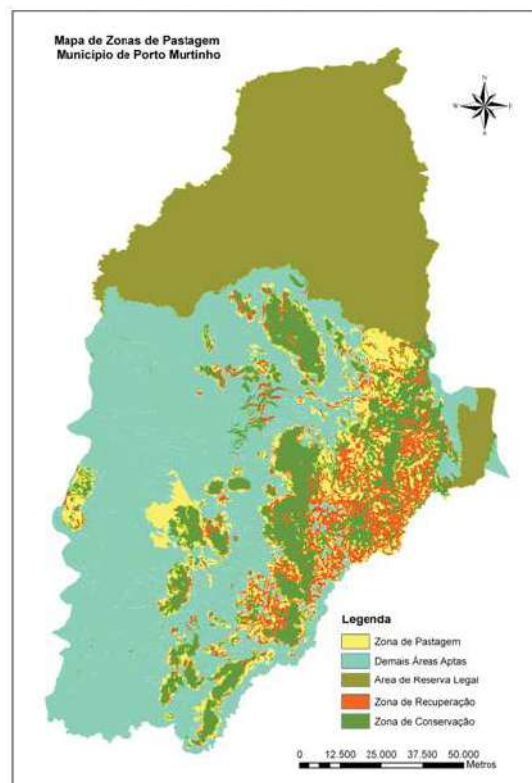 Mapa de Zonas de Pastagem
Municipio de Porto Murtinho
N
W E
S
Legenda
Zona de Pastagem
Demais Áreas Aptas
Área de Reserva Legal
Zona de Recuperação
Zona de Conservação
0 12.500 25.000 37.500 50.000
Metros